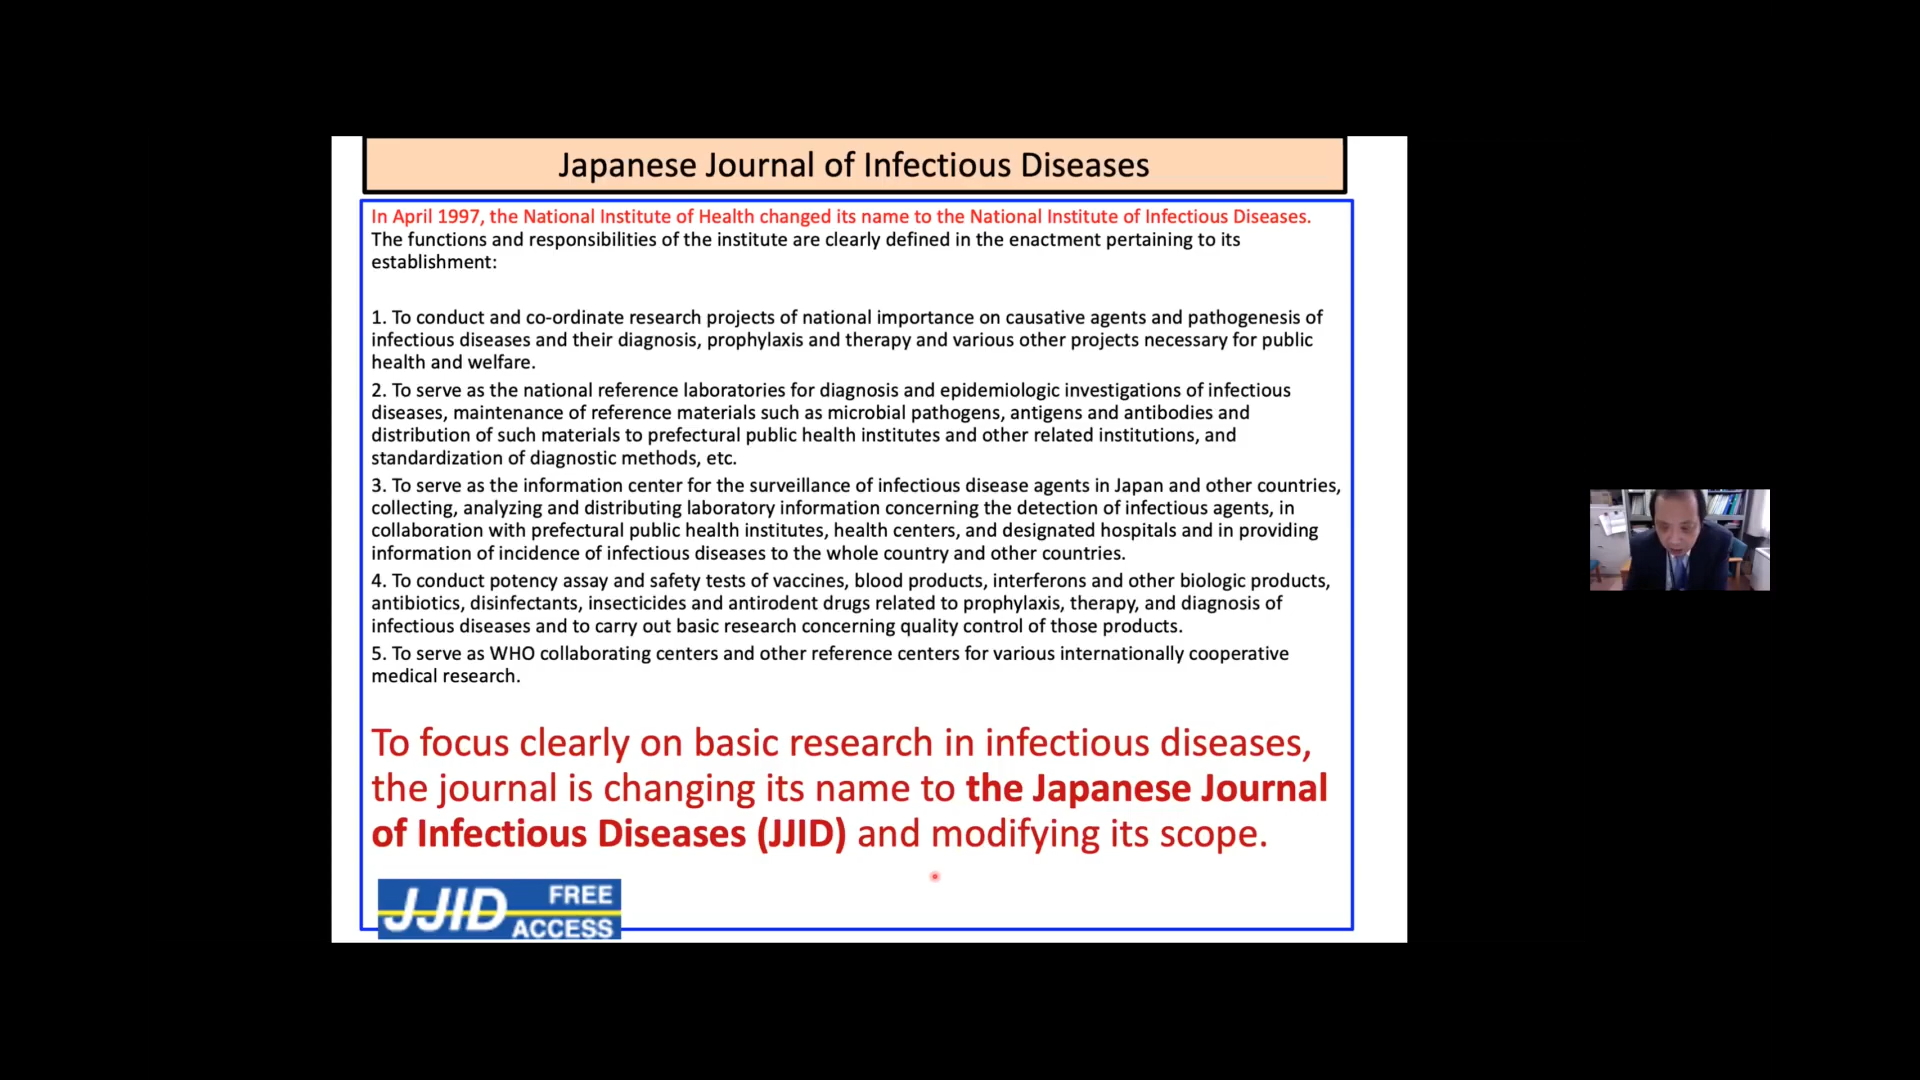 Japanese Journal of Infectious Diseases
In April 1997, the National Institute of Health changed its name to the National Institute of Infectious Diseases.
The functions and responsibilities of the institute are clearly defined in the enactment pertaining to its
establishment:
1. To conduct and co-ordinate research projects of national importance on causative agents and pathogenesis of
infectious diseases and their diagnosis, prophylaxis and therapy and various other projects necessary for public
health and welfare.
2. To serve as the national reference laboratories for diagnosis and epidemiologic investigations of infectious
diseases, maintenance of reference materials such as microbial pathogens, antigens and antibodies and
distribution of such materials to prefectural public health institutes and other related institutions, and
standardization of diagnostic methods, etc.
3. To serve as the information center for the surveillance of infectious disease agents in Japan and other countries,
collecting, analyzing and distributing laboratory information concerning the detection of infectious agents, in
collaboration with prefectural public health institutes, health centers, and designated hospitals and in providing
information of incidence of infectious diseases to the whole country and other countries.
4. To conduct potency assay and safety tests of vaccines, blood products, interferons and other biologic products,
antibiotics, disinfectants, insecticides and antirodent drugs related to prophylaxis, therapy, and diagnosis of
infectious diseases and to carry out basic research concerning quality control of those products.
5. To serve as WHO collaborating centers and other reference centers for various internationally cooperative
medical research.
To focus clearly on basic research in infectious diseases,
the journal is changing its name to the Japanese Journal
of Infectious Diseases (JJID) and modifying its scope.
JJID FREE
ACCESS